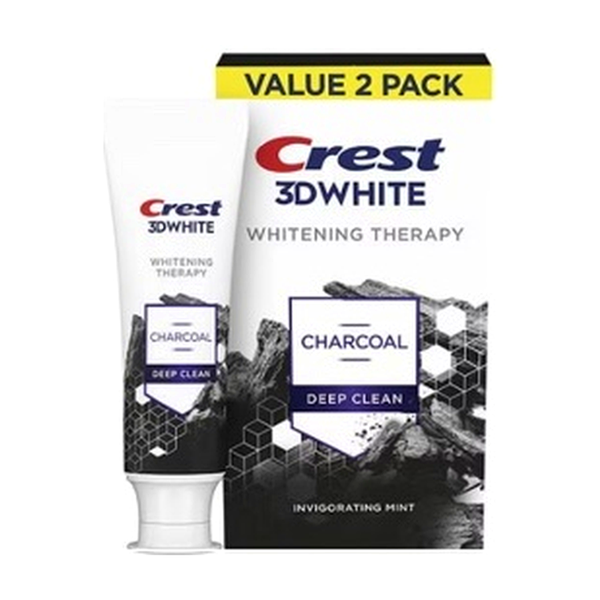 VALUE 2 PACK
Crest
3DWHITE
WHITENING THERAPY
CHARCOAL
DEEP CLEAN
INVIGORATING MINT
Crest
3DWHITE
WHITENING
THERAPY
CHARCOAL
DEEP CLEAN